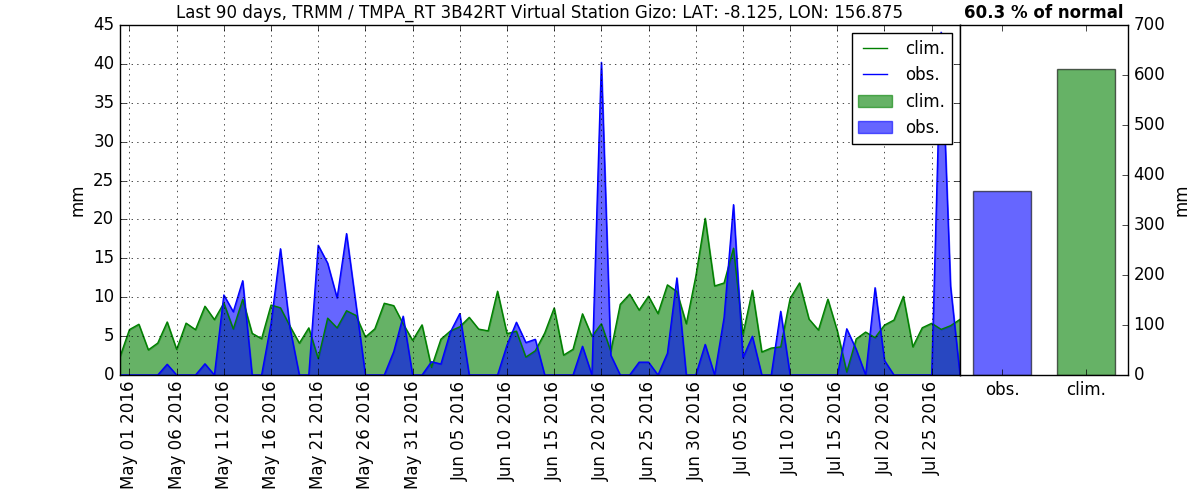 Last 90 days, TRMM / TMPA_RT 3B42RT Virtual Station Gizo: LAT: -8.125, LON: 156.875
60.3 % of normal
45
40
35
30
25
20
15
10
5
0
mm
clim.
obs.
clim.
obs.
700
600
500
400
300
200
100
0
mm
May 01 2016
May 06 2016
May 11 2016
May 16 2016
May 21 2016
May 26 2016
May 31 2016
Jun 05 2016
Jun 10 2016
Jun 15 2016
Jun 20 2016
Jun 25 2016
Jun 30 2016
Jul 05 2016
Jul 10 2016
Jul 15 2016
Jul 20 2016
Jul 25 2016
obs.
clim.